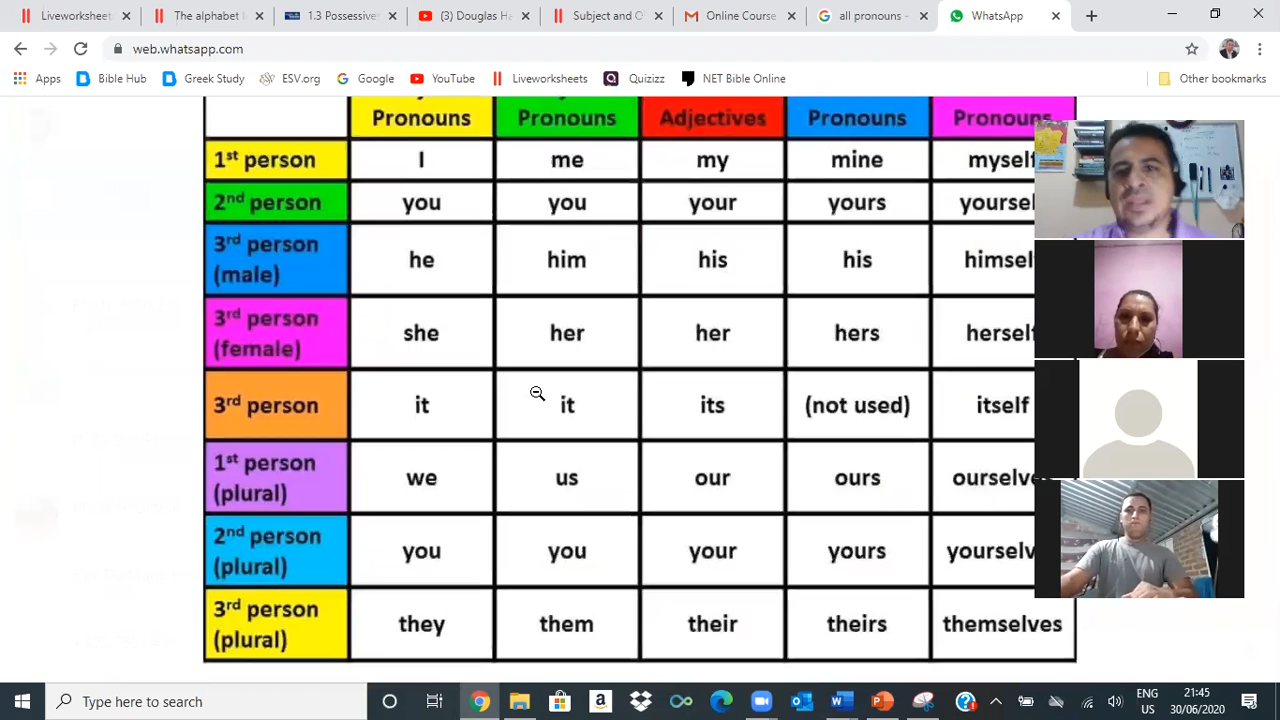 Liveworksheets
The alphabet
1.3 Possessives
(3) Douglas Ha
Subject and O
Online Course
all pronouns -
WhatsApp
web.whatsapp.com
Apps Bible Hub Greek Study ESV.org Google YouTube Liveworksheets Quizizz NET Bible Online Other bookmarks
Pronouns Pronouns Adjectives Pronouns Pronouns
1st person I me my mine myself
2nd person you you your yours yoursel
3rd person
(male) he him his his himself
3rd person
(female) she her her hers herself
3rd person it it its (not used) itself
1st person
(plural) we us our ours ourselve
2nd person
(plural) you you your yours yourselv
3rd person
(plural) they them their theirs themselves
Type here to search
ENG
US
21:45
30/06/2020